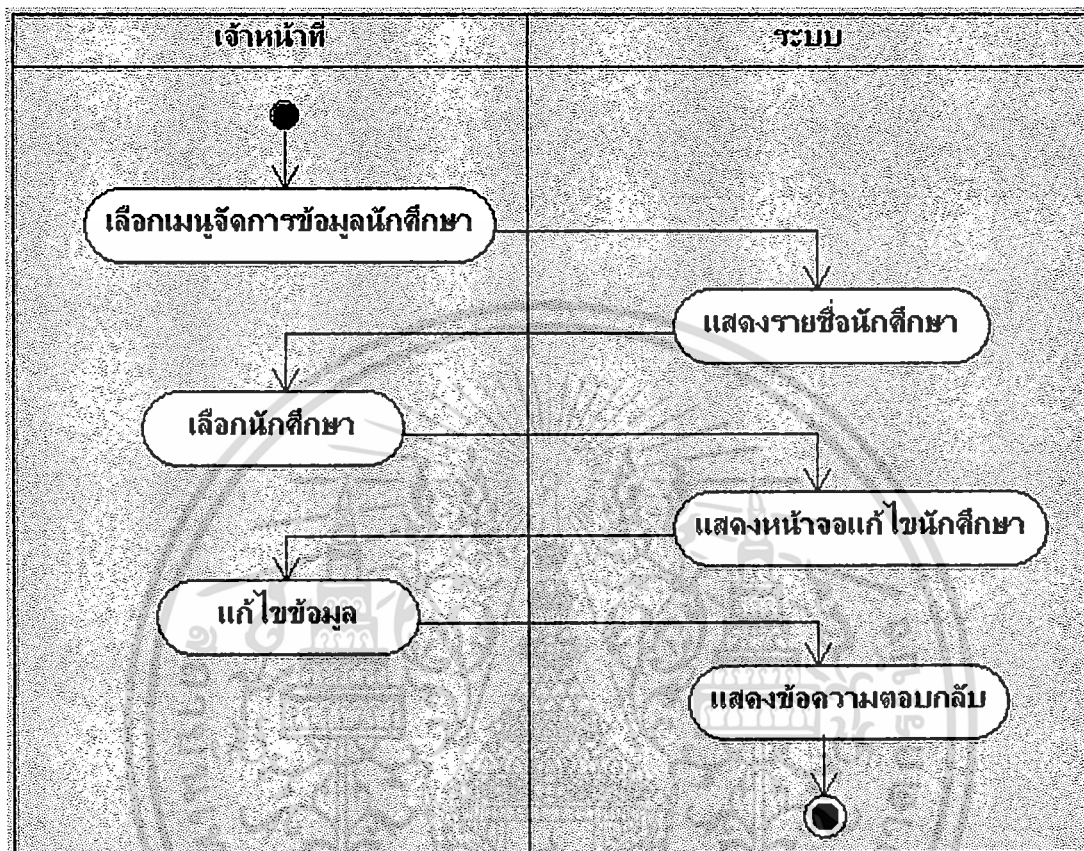 เจ้าหน้าที่
ระบบ
เลือกเมนูจัดการข้อมูลนักศึกษา
แสดงรายชื่อนักศึกษา
เลือกนักศึกษา
แสดงหน้าจอแก้ไขนักศึกษา
แก้ไขข้อมูล
แสดงข้อความตอบกลับ